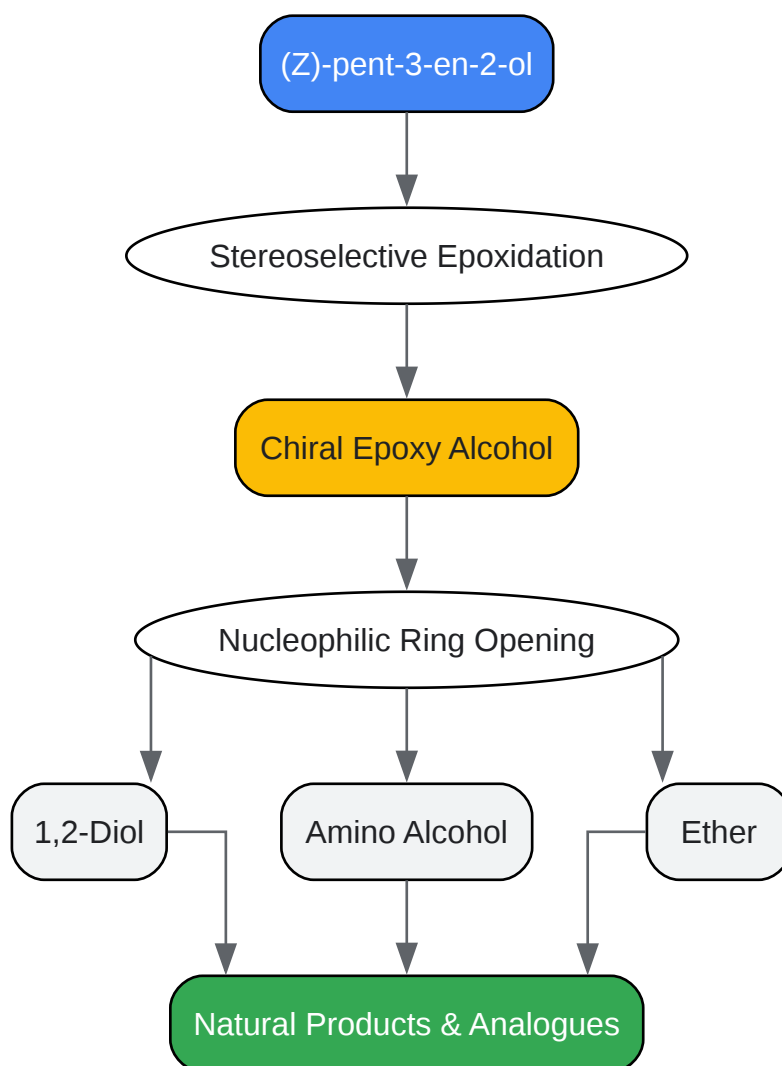 (Z)-pent-3-en-2-ol
Stereoselective Epoxidation
Chiral Epoxy Alcohol
Nucleophilic Ring Opening
1,2-Diol
Amino Alcohol
Ether
Natural Products & Analogues